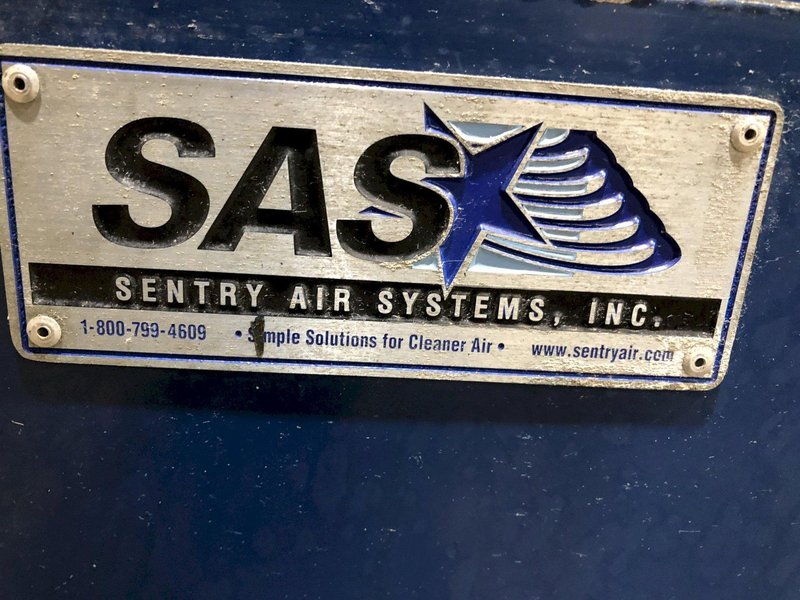 SAS
SENTRY AIR SYSTEMS, INC.
1-800-799-4609 • Simple Solutions for Cleaner Air • www.sentryair.com